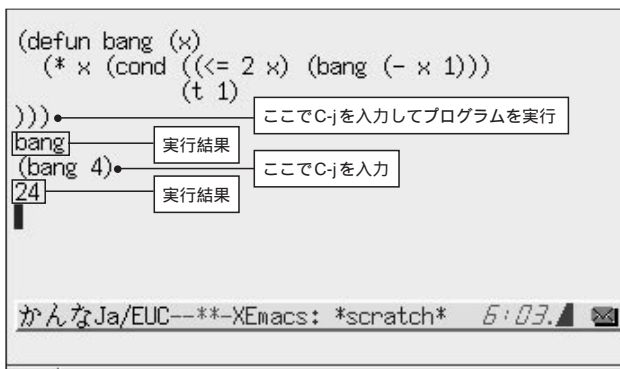 (defun bang (x)
(* x (cond ((<= 2 x) (bang (- x 1)))
(t 1)
)))
ここでC-jを入力してプログラムを実行
bang
実行結果
(bang 4)
ここでC-jを入力
24
実行結果
かんなJa/EUC--**-XEmacs: *scratch* 6:03.